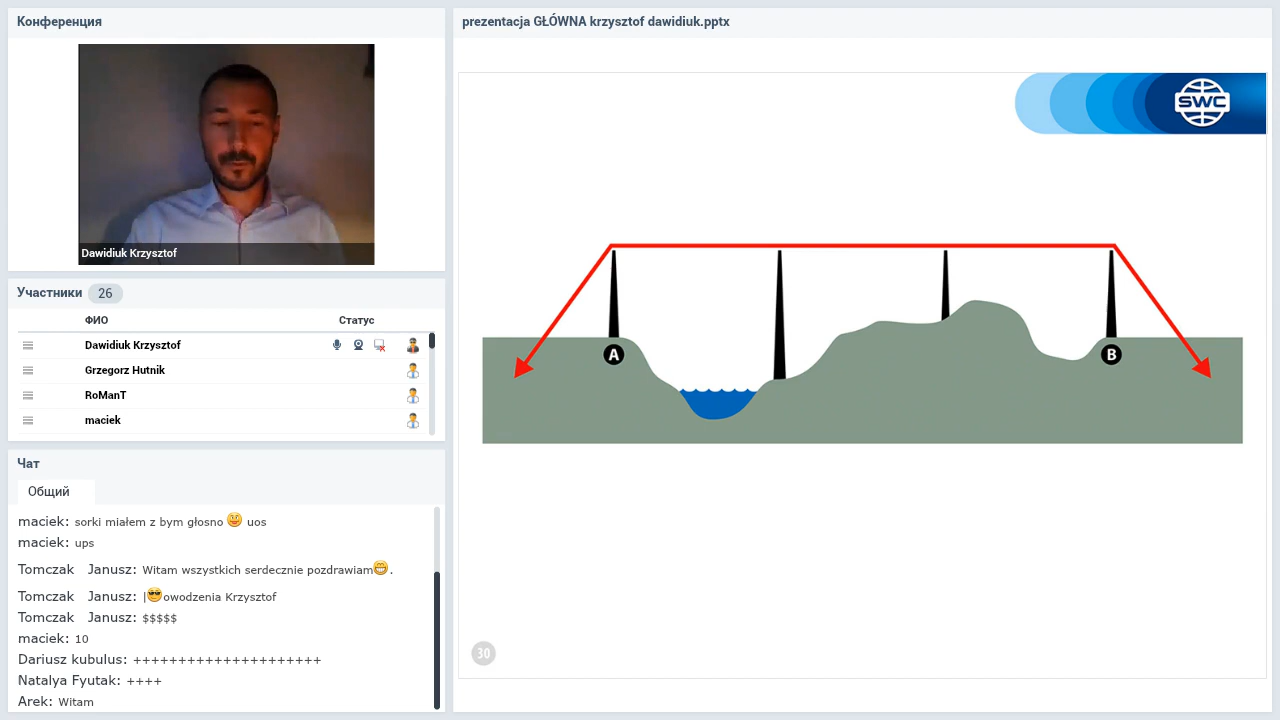 Конференция
Dawidiuk Krzysztof
Участники 26
ФИО Статус
Dawidiuk Krzysztof
Grzegorz Hutnik
RoManT
maciek
Чат
Общий
maciek: sorki miałem z bym głosno uos
maciek: ups
Tomczak Janusz: Witam wszystkich serdecznie pozdrawiam.
Tomczak Janusz: |owodzenia Krzysztof
Tomczak Janusz: $$$$$
maciek: 10
Dariusz kubulus: +++++++++++++++++++++
Natalya Fyutak: ++++
Arek: Witam
prezentacja GŁÓWNA krzysztof dawidiuk.pptx
SWC
A B
30